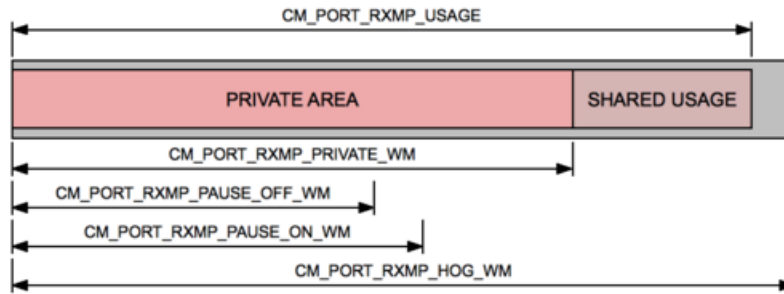 CM_PORT_RXMP_USAGE
PRIVATE AREA
SHARED USAGE
CM_PORT_RXMP_PRIVATE_WM
CM_PORT_RXMP_PAUSE_OFF_WM
CM_PORT_RXMP_PAUSE_ON_WM
CM_PORT_RXMP_HOG_WM